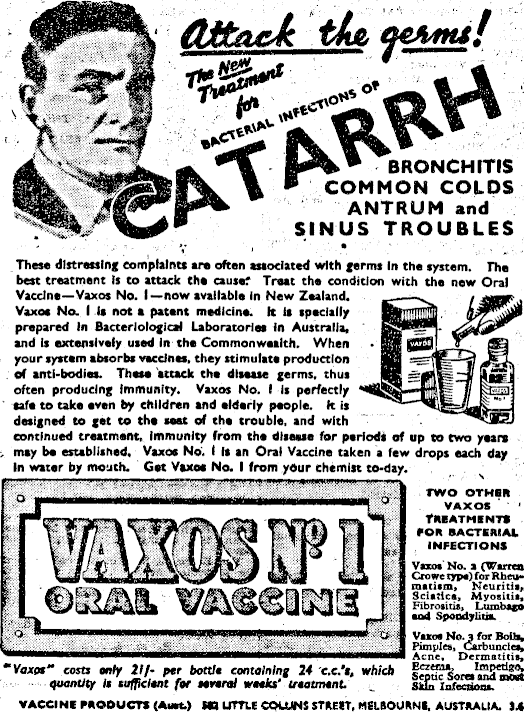 Attack the germs!
The New
Treatment
for
BACTERIAL INFECTIONS OF
CATARRH
BRONCHITIS
COMMON COLDS
ANTRUM and
SINUS TROUBLES
These distressing complaints are often associated with germs in the system. The
best treatment is to attack the cause! Treat the condition with the new Oral
Vaccine—Vaxos No. 1—now available in New Zealand.
Vaxos No. 1 is not a patent medicine. It is specially
prepared in Bacteriological Laboratories in Australia,
and is extensively used in the Commonwealth. When
your system absorbs vaccines, they stimulate production
of anti-bodies. These attack the disease germs, thus
often producing immunity. Vaxos No. 1 is perfectly
safe to take even by children and elderly people. It is
designed to get to the seat of the trouble, and with
continued treatment, immunity from the disease for periods of up to two years
may be established. Vaxos No. 1 is an Oral Vaccine taken a few drops each day
in water by mouth. Get Vaxos No. 1 from your chemist to-day.
VAXOS
VAXOS No 1
ORAL VACCINE
"Vaxos" costs only 21/- per bottle containing 24 c.c.'s, which
quantity is sufficient for several weeks' treatment.
TWO OTHER
VAXOS
TREATMENTS
FOR BACTERIAL
INFECTIONS
Vaxos No. 2 (Warren
Crowe type) for Rheu-
matism, Neuritis,
Sciatica, Myositis,
Fibrositis, Lumbago
and Spondylitis.
Vaxos No. 3 for Boils,
Pimples, Carbuncles,
Acne, Dermatitis,
Eczema, Impetigo,
Septic Sores and most
Skin Infections.
VACCINE PRODUCTS (Aust.) LITTLE COLLINS STREET, MELBOURNE, AUSTRALIA. 3.4